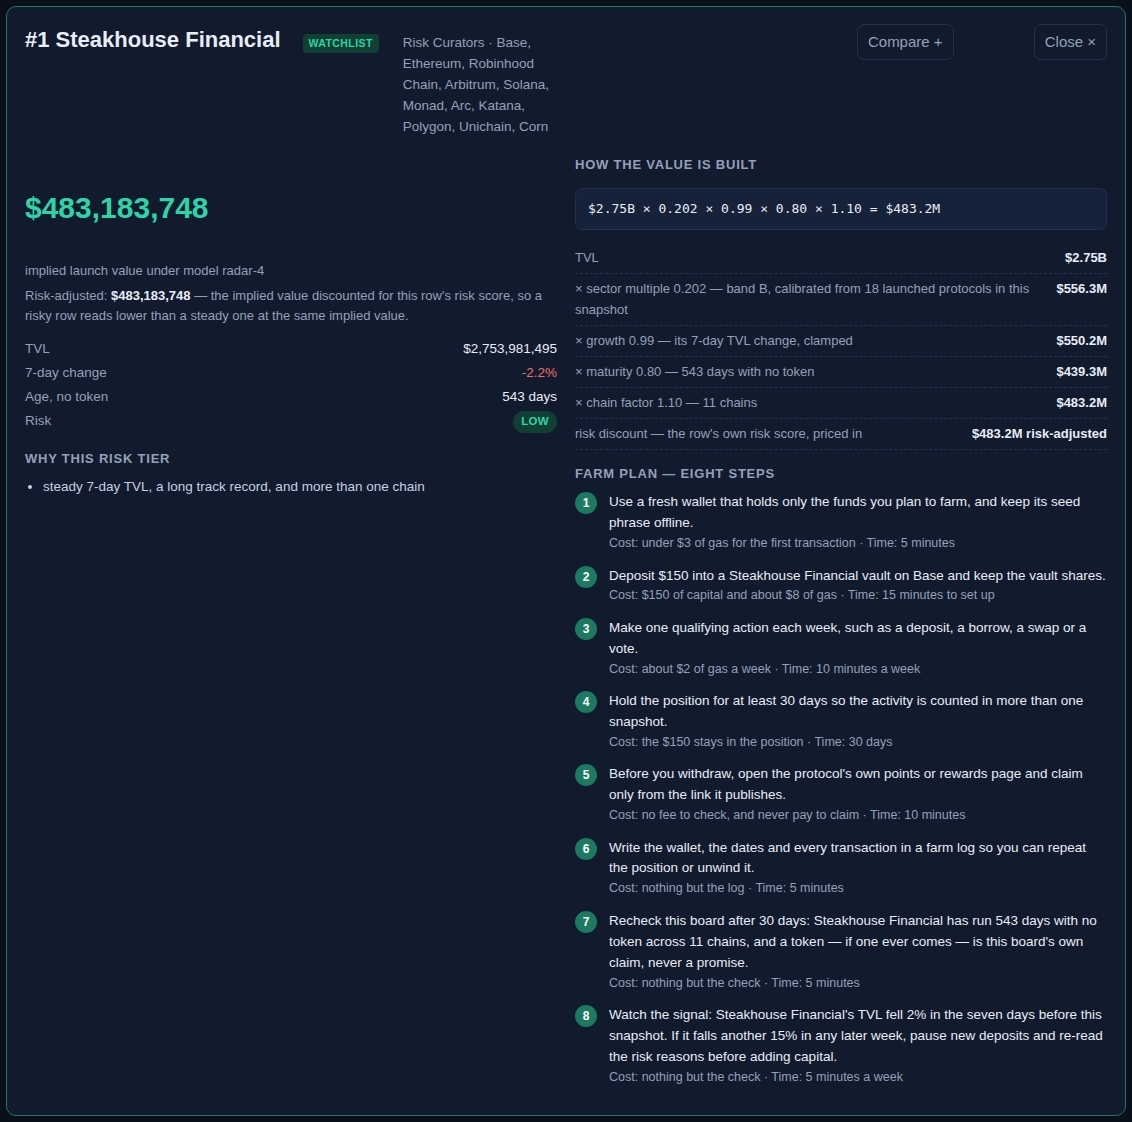 #1 Steakhouse Financial
WATCHLIST
Risk Curators · Base,
Ethereum, Robinhood
Chain, Arbitrum, Solana,
Monad, Arc, Katana,
Polygon, Unichain, Corn
Compare +
Close ×
$483,183,748
implied launch value under model radar-4
Risk-adjusted: $483,183,748 — the implied value discounted for this row's risk score, so a
risky row reads lower than a steady one at the same implied value.
TVL $2,753,981,495
7-day change -2.2%
Age, no token 543 days
Risk LOW
WHY THIS RISK TIER
• steady 7-day TVL, a long track record, and more than one chain
HOW THE VALUE IS BUILT
$2.75B × 0.202 × 0.99 × 0.80 × 1.10 = $483.2M
TVL $2.75B
× sector multiple 0.202 — band B, calibrated from 18 launched protocols in this $556.3M
snapshot
× growth 0.99 — its 7-day TVL change, clamped $550.2M
× maturity 0.80 — 543 days with no token $439.3M
× chain factor 1.10 — 11 chains $483.2M
risk discount — the row's own risk score, priced in $483.2M risk-adjusted
FARM PLAN — EIGHT STEPS
1 Use a fresh wallet that holds only the funds you plan to farm, and keep its seed
phrase offline.
Cost: under $3 of gas for the first transaction · Time: 5 minutes
2 Deposit $150 into a Steakhouse Financial vault on Base and keep the vault shares.
Cost: $150 of capital and about $8 of gas · Time: 15 minutes to set up
3 Make one qualifying action each week, such as a deposit, a borrow, a swap or a
vote.
Cost: about $2 of gas a week · Time: 10 minutes a week
4 Hold the position for at least 30 days so the activity is counted in more than one
snapshot.
Cost: the $150 stays in the position · Time: 30 days
5 Before you withdraw, open the protocol's own points or rewards page and claim
only from the link it publishes.
Cost: no fee to check, and never pay to claim · Time: 10 minutes
6 Write the wallet, the dates and every transaction in a farm log so you can repeat
the position or unwind it.
Cost: nothing but the log · Time: 5 minutes
7 Recheck this board after 30 days: Steakhouse Financial has run 543 days with no
token across 11 chains, and a token — if one ever comes — is this board's own
claim, never a promise.
Cost: nothing but the check · Time: 5 minutes
8 Watch the signal: Steakhouse Financial's TVL fell 2% in the seven days before this
snapshot. If it falls another 15% in any later week, pause new deposits and re-read
the risk reasons before adding capital.
Cost: nothing but the check · Time: 5 minutes a week